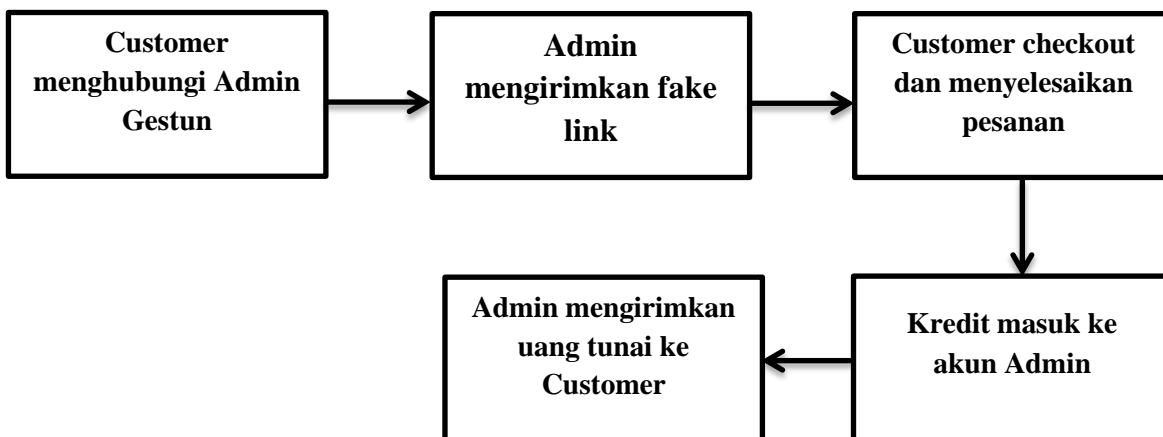 Customer
menghubungi Admin
Gestun
Admin
mengirimkan fake
link
Customer checkout
dan menyelesaikan
pesanan
Kredit masuk ke
akun Admin
Admin mengirimkan
uang tunai ke
Customer